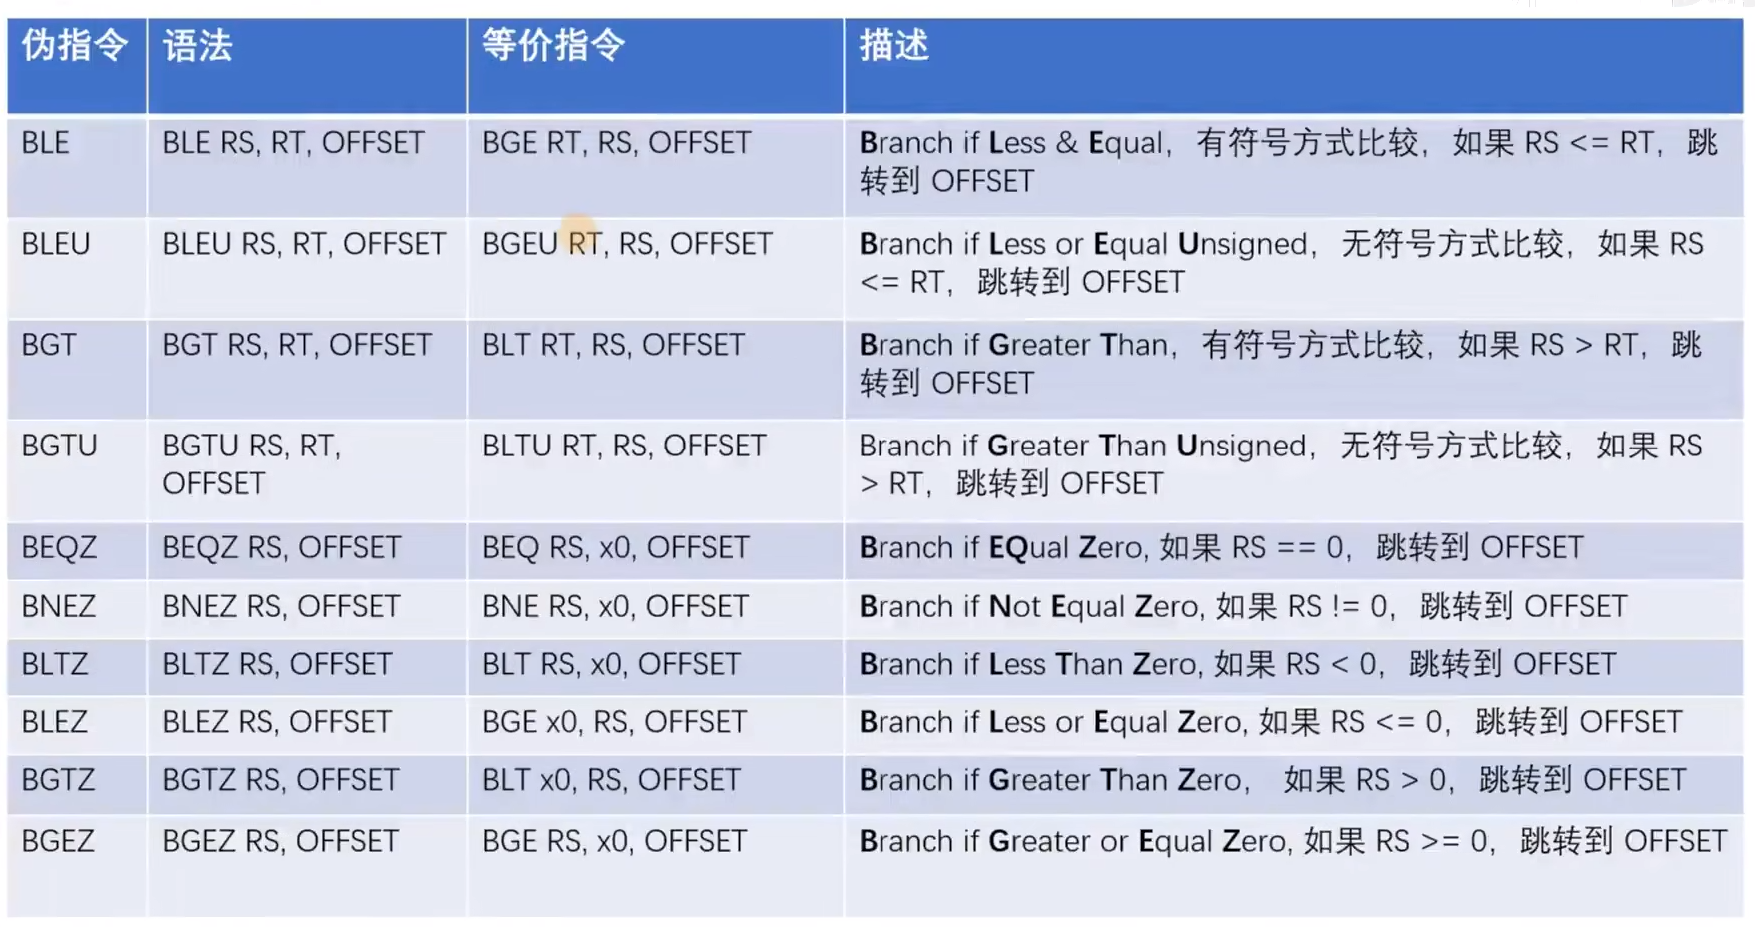 伪指令 语法 等价指令 描述
BLE BLE RS, RT, OFFSET BGE RT, RS, OFFSET Branch if Less & Equal，有符号方式比较，如果 RS <= RT，跳
转到 OFFSET
BLEU BLEU RS, RT, OFFSET BGEU RT, RS, OFFSET Branch if Less or Equal Unsigned，无符号方式比较，如果 RS
<= RT，跳转到 OFFSET
BGT BGT RS, RT, OFFSET BLT RT, RS, OFFSET Branch if Greater Than，有符号方式比较，如果 RS > RT，跳
转到 OFFSET
BGTU BGTU RS, RT, BLTU RT, RS, OFFSET Branch if Greater Than Unsigned，无符号方式比较，如果 RS
OFFSET > RT，跳转到 OFFSET
BEQZ BEQZ RS, OFFSET BEQ RS, x0, OFFSET Branch if EQual Zero, 如果 RS == 0，跳转到 OFFSET
BNEZ BNEZ RS, OFFSET BNE RS, x0, OFFSET Branch if Not Equal Zero, 如果 RS != 0，跳转到 OFFSET
BLTZ BLTZ RS, OFFSET BLT RS, x0, OFFSET Branch if Less Than Zero, 如果 RS < 0，跳转到 OFFSET
BLEZ BLEZ RS, OFFSET BGE x0, RS, OFFSET Branch if Less or Equal Zero, 如果 RS <= 0，跳转到 OFFSET
BGTZ BGTZ RS, OFFSET BLT x0, RS, OFFSET Branch if Greater Than Zero， 如果 RS > 0，跳转到 OFFSET
BGEZ BGEZ RS, OFFSET BGE RS, x0, OFFSET Branch if Greater or Equal Zero, 如果 RS >= 0，跳转到 OFFSET